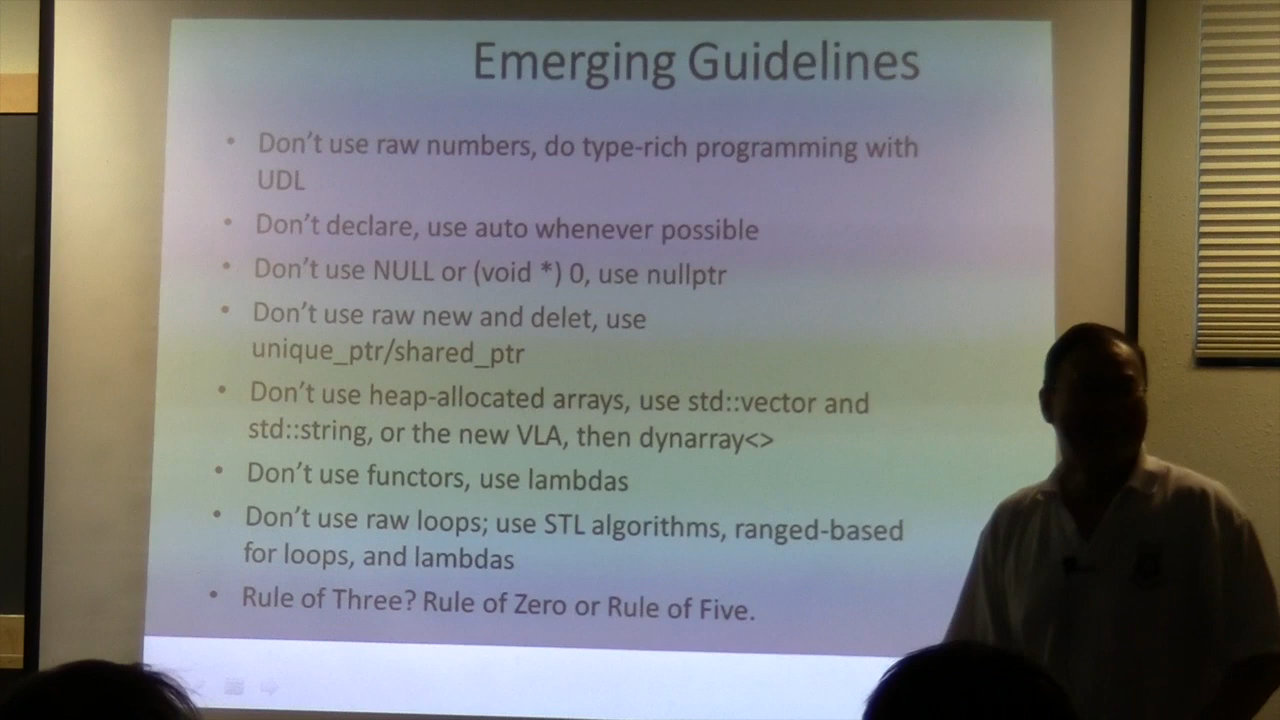 Emerging Guidelines
• Don't use raw numbers, do type-rich programming with
UDL
• Don't declare, use auto whenever possible
• Don't use NULL or (void *) 0, use nullptr
• Don't use raw new and delet, use
unique_ptr/shared_ptr
• Don't use heap-allocated arrays, use std::vector and
std::string, or the new VLA, then dynarray<>
• Don't use functors, use lambdas
• Don't use raw loops; use STL algorithms, ranged-based
for loops, and lambdas
• Rule of Three? Rule of Zero or Rule of Five.